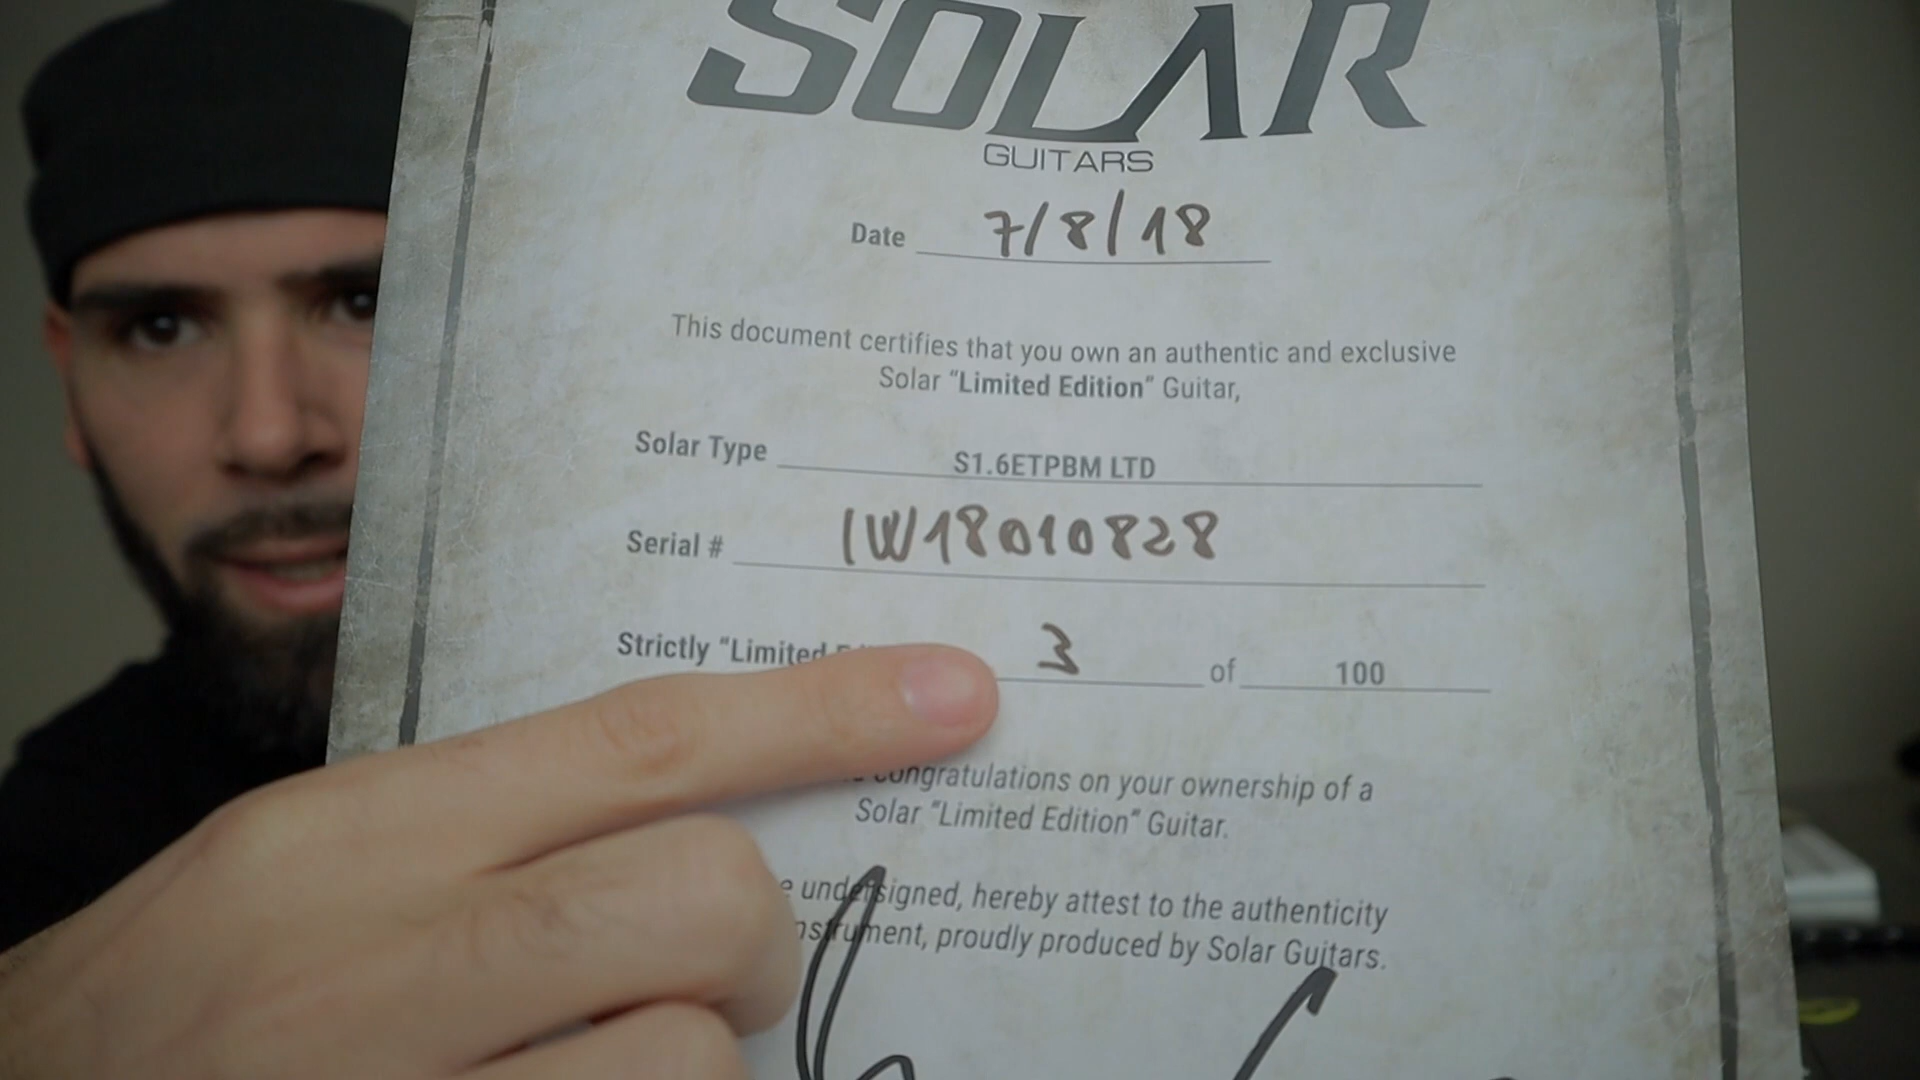 SOLAR
GUITARS
Date 7/8/18
This document certifies that you own an authentic and exclusive
Solar "Limited Edition" Guitar,
Solar Type S1.6ETPBM LTD
Serial # IW18010828
Strictly "Limited 3 of 100
congratulations on your ownership of a
Solar "Limited Edition" Guitar.
undersigned, hereby attest to the authenticity
proudly produced by Solar Guitars.